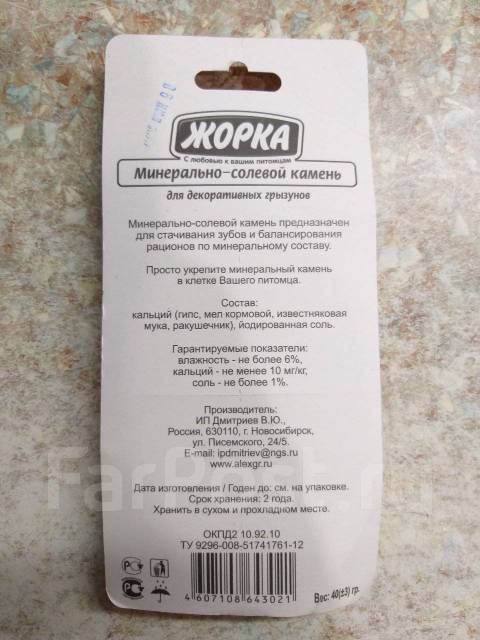 ЖОРКА
С любовью к вашим питомцам
Минерально-солевой камень
для декоративных грызунов
Минерально-солевой камень предназначен
для стачивания зубов и балансирования
рационов по минеральному составу.
Просто укрепите минеральный камень
в клетке Вашего питомца.
Состав:
кальций (гипс, мел кормовой, известняковая
мука, ракушечник), йодированная соль.
Гарантируемые показатели:
влажность - не более 6%,
кальций - не менее 10 мг/кг,
соль - не более 1%.
Производитель:
ИП Дмитриев В.Ю.,
Россия, 630110, г. Новосибирск,
ул. Писемского, 24/5.
E-mail: ipdmitriev@ngs.ru
www.alexgr.ru
Дата изготовления / Годен до: см. на упаковке.
Срок хранения: 2 года.
Хранить в сухом и прохладном месте.
ОКПД2 10.92.10
ТУ 9296-008-51741761-12
4 607108 643021
Вес: 40(±3) гр.